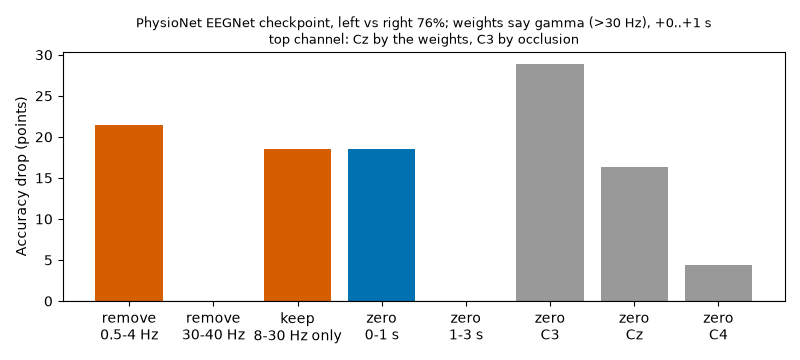 PhysioNet EEGNet checkpoint, left vs right 76%; weights say gamma (>30 Hz), +0..+1 s
top channel: Cz by the weights, C3 by occlusion
Accuracy drop (points)
30
25
20
15
10
5
0
remove 0.5-4 Hz
remove 30-40 Hz
keep 8-30 Hz only
zero 0-1 s
zero 1-3 s
zero C3
zero Cz
zero C4